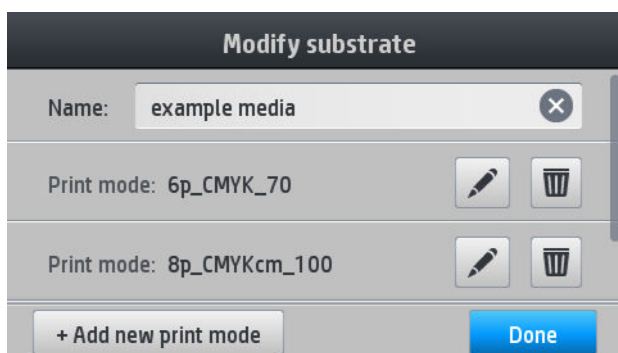 Modify substrate
Name: example media
Print mode: 6p_CMYK_70
Print mode: 8p_CMYKcm_100
+ Add new print mode Done